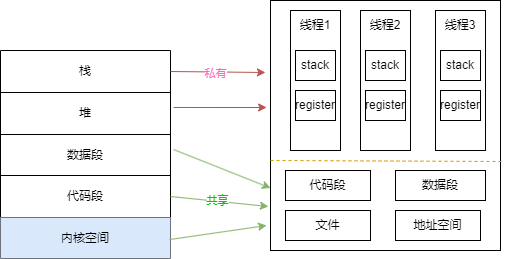 栈
堆
数据段
代码段
内核空间
私有
共享
线程1
线程2
线程3
stack
stack
stack
register
register
register
代码段
数据段
文件
地址空间